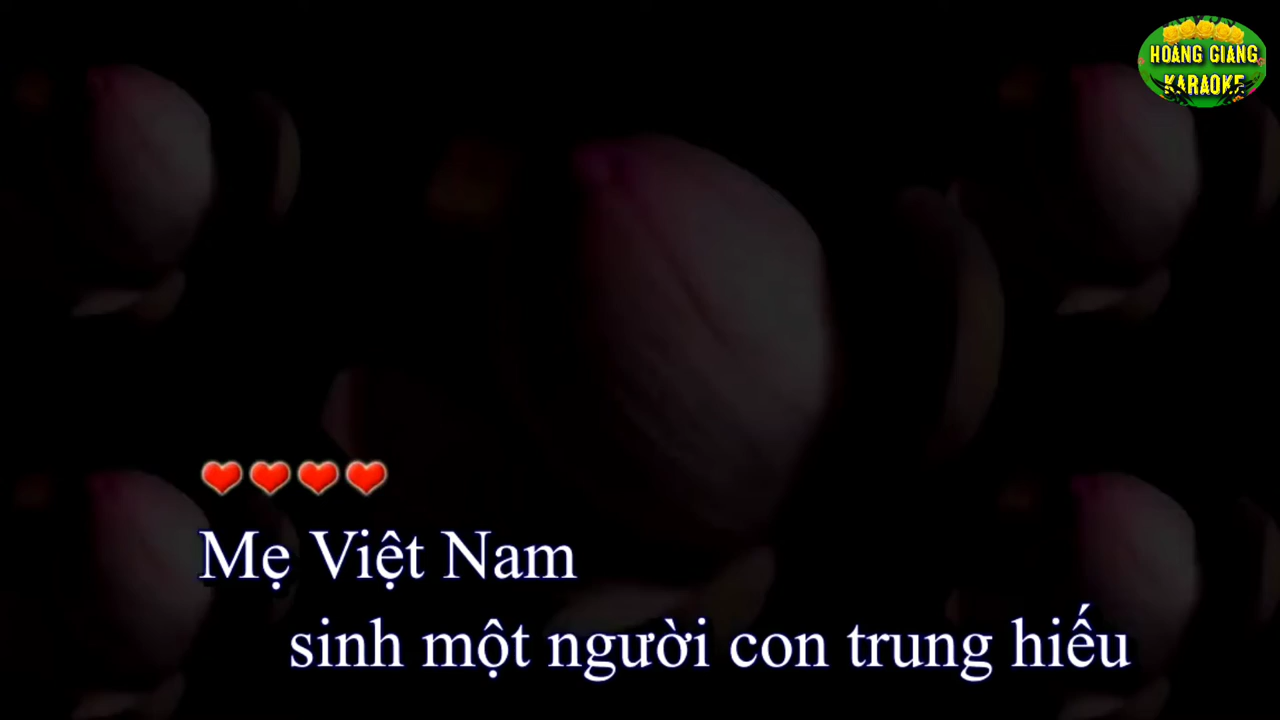 HOÀNG GIANG
KARAOKE
Mẹ Việt Nam
sinh một người con trung hiếu